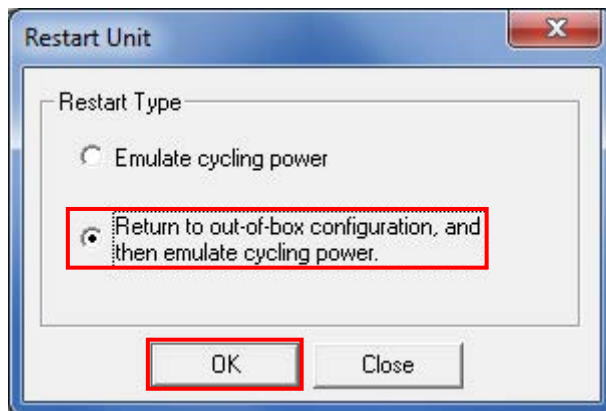 Restart Unit
Restart Type
Emulate cycling power
Return to out-of-box configuration, and
then emulate cycling power.
OK
Close